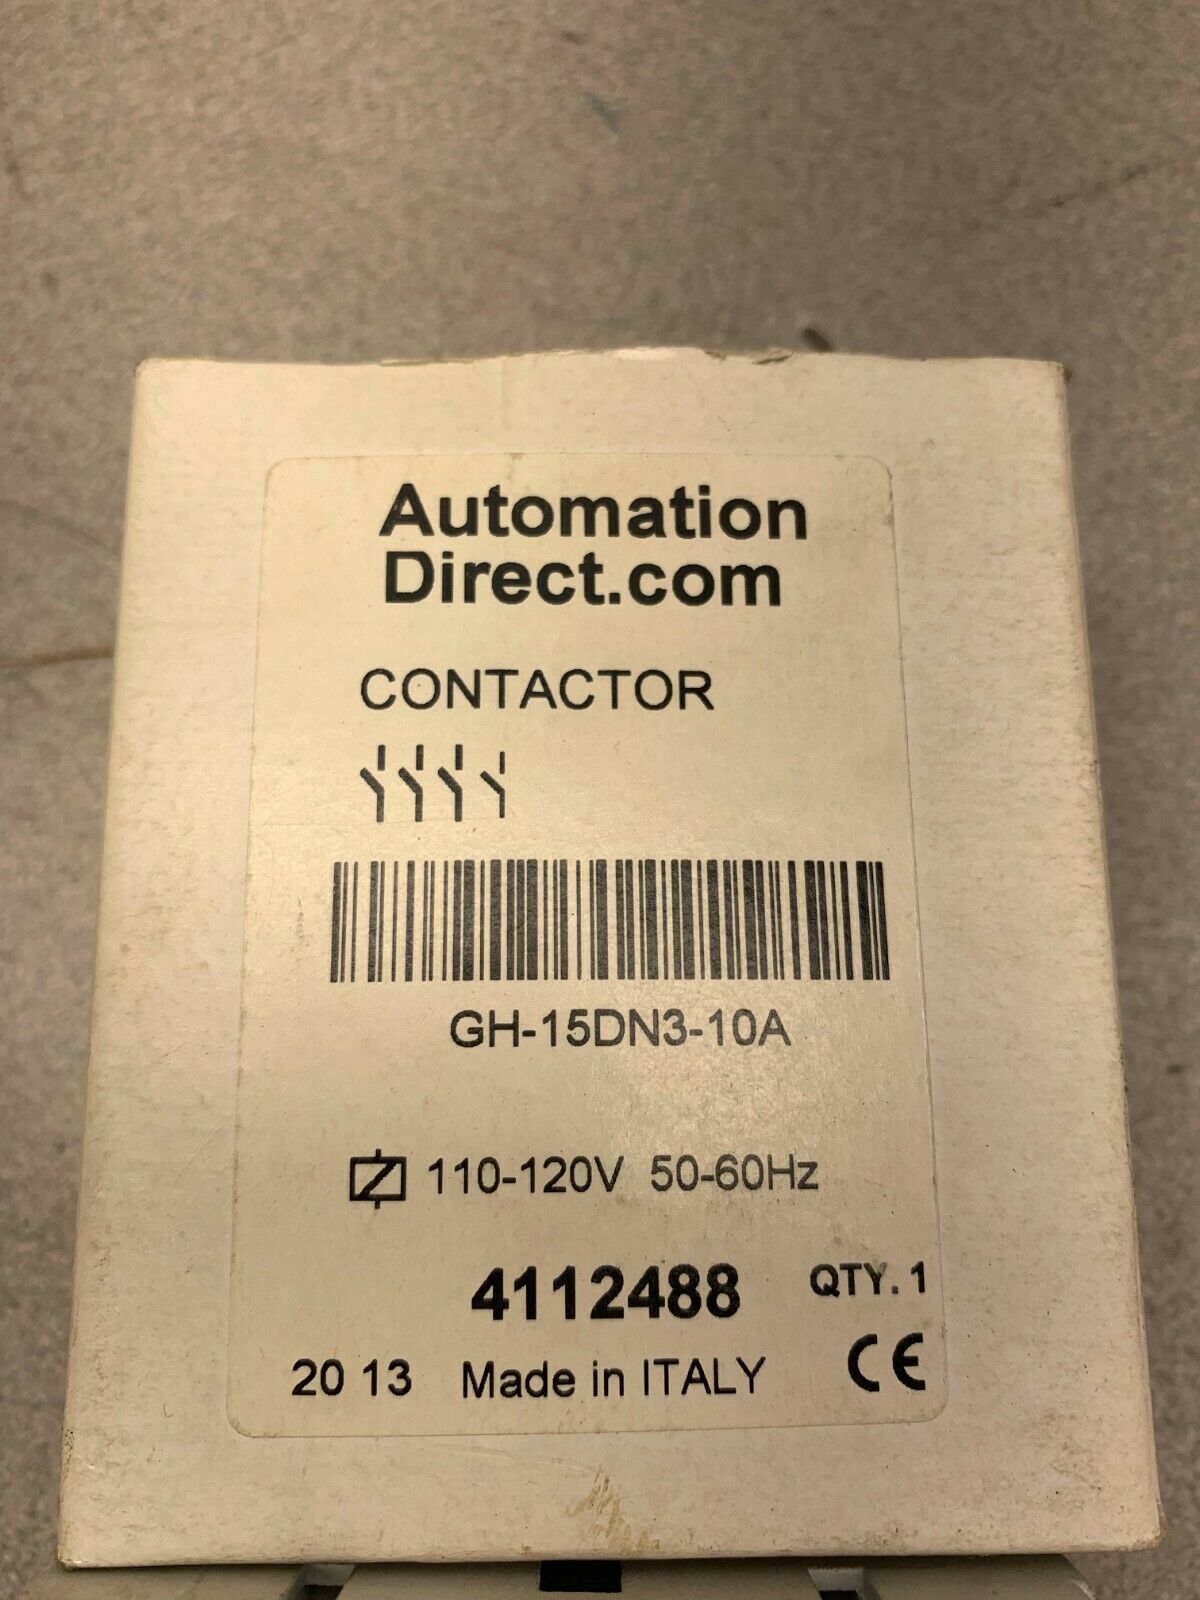 Automation
Direct.com
CONTACTOR
GH-15DN3-10A
110-120V 50-60Hz
4112488 QTY. 1
20 13 Made in ITALY CE